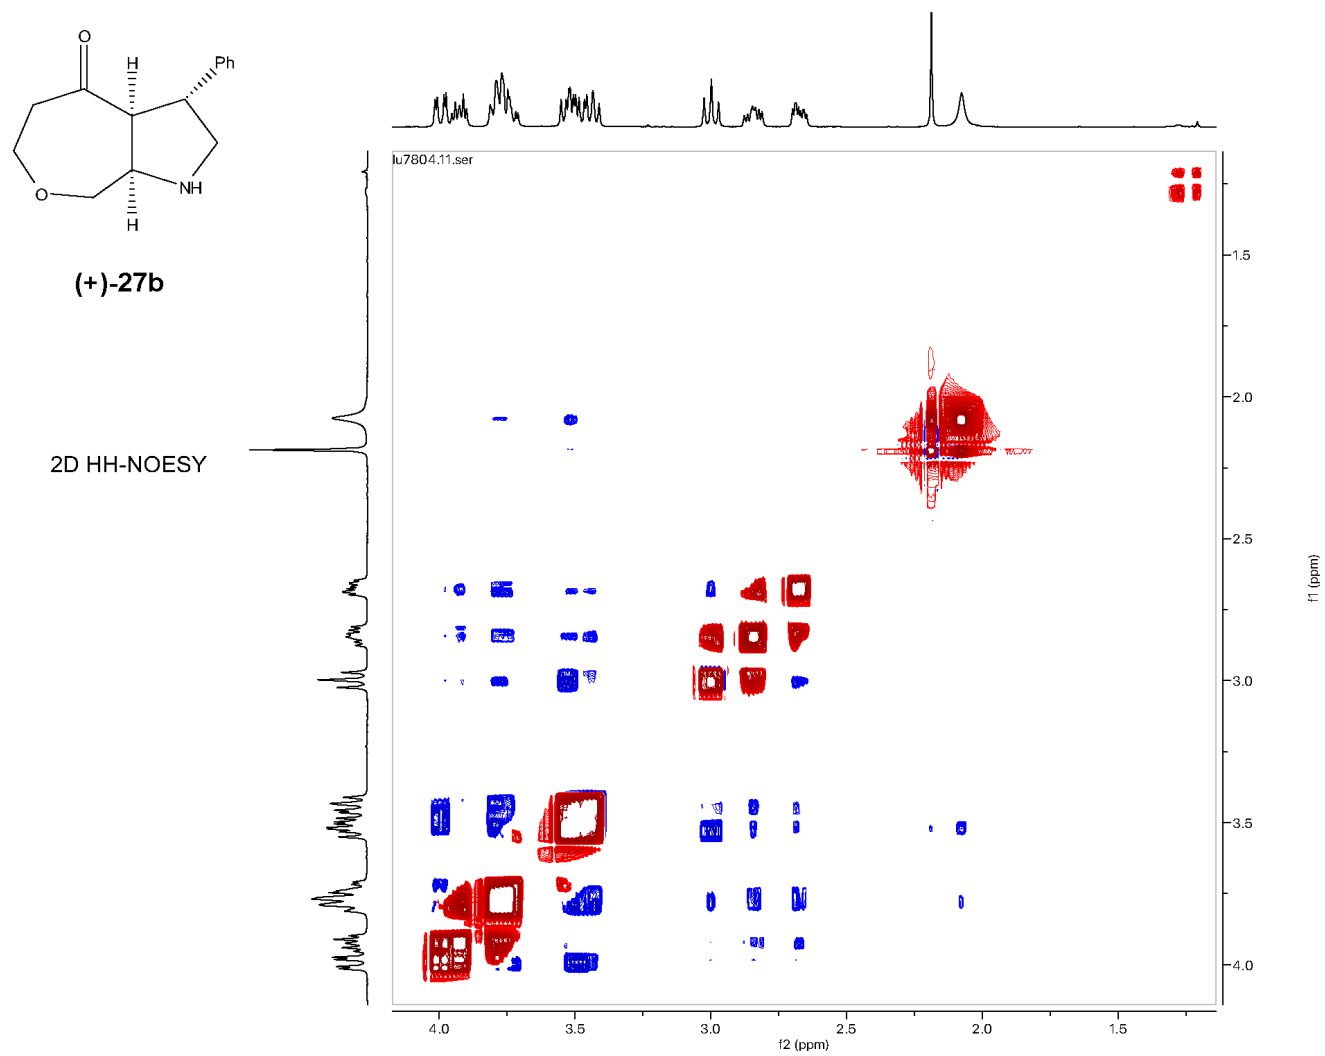 O
H
Ph
O
NH
H
(+)-27b
2D HH-NOESY
lu7804.11.ser
1.5
2.0
2.5
3.0
3.5
4.0
f1 (ppm)
4.0 3.5 3.0 2.5 2.0 1.5
f2 (ppm)